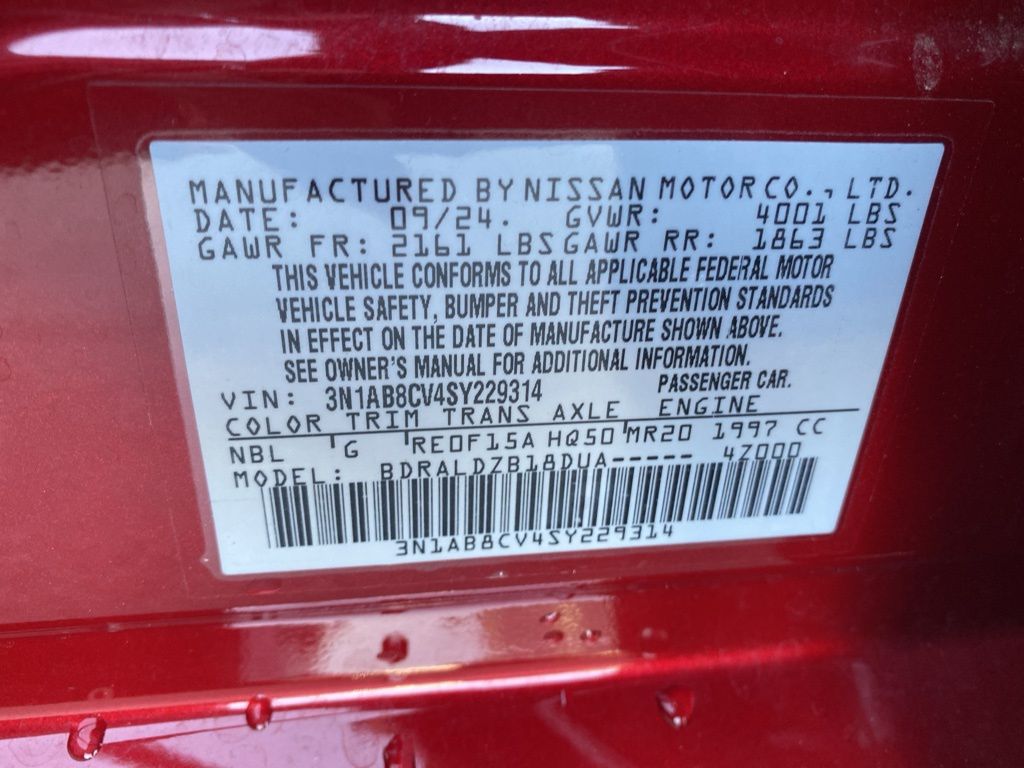 MANUFACTURED BY NISSAN MOTOR CO., LTD.
DATE: 09/24. GVWR: 4001 LBS
GAWR FR: 2161 LBS GAWR RR: 1863 LBS
THIS VEHICLE CONFORMS TO ALL APPLICABLE FEDERAL MOTOR
VEHICLE SAFETY, BUMPER AND THEFT PREVENTION STANDARDS
IN EFFECT ON THE DATE OF MANUFACTURE SHOWN ABOVE.
SEE OWNER'S MANUAL FOR ADDITIONAL INFORMATION.
VIN: 3N1AB8CV4SY229314 PASSENGER CAR.
COLOR TRIM TRANS AXLE ENGINE
NBL G RE0F15A HQ50 MR20 1997 CC
MODEL: BDRALDZB18DUA----- 4Z000
3N1AB8CV4SY229314